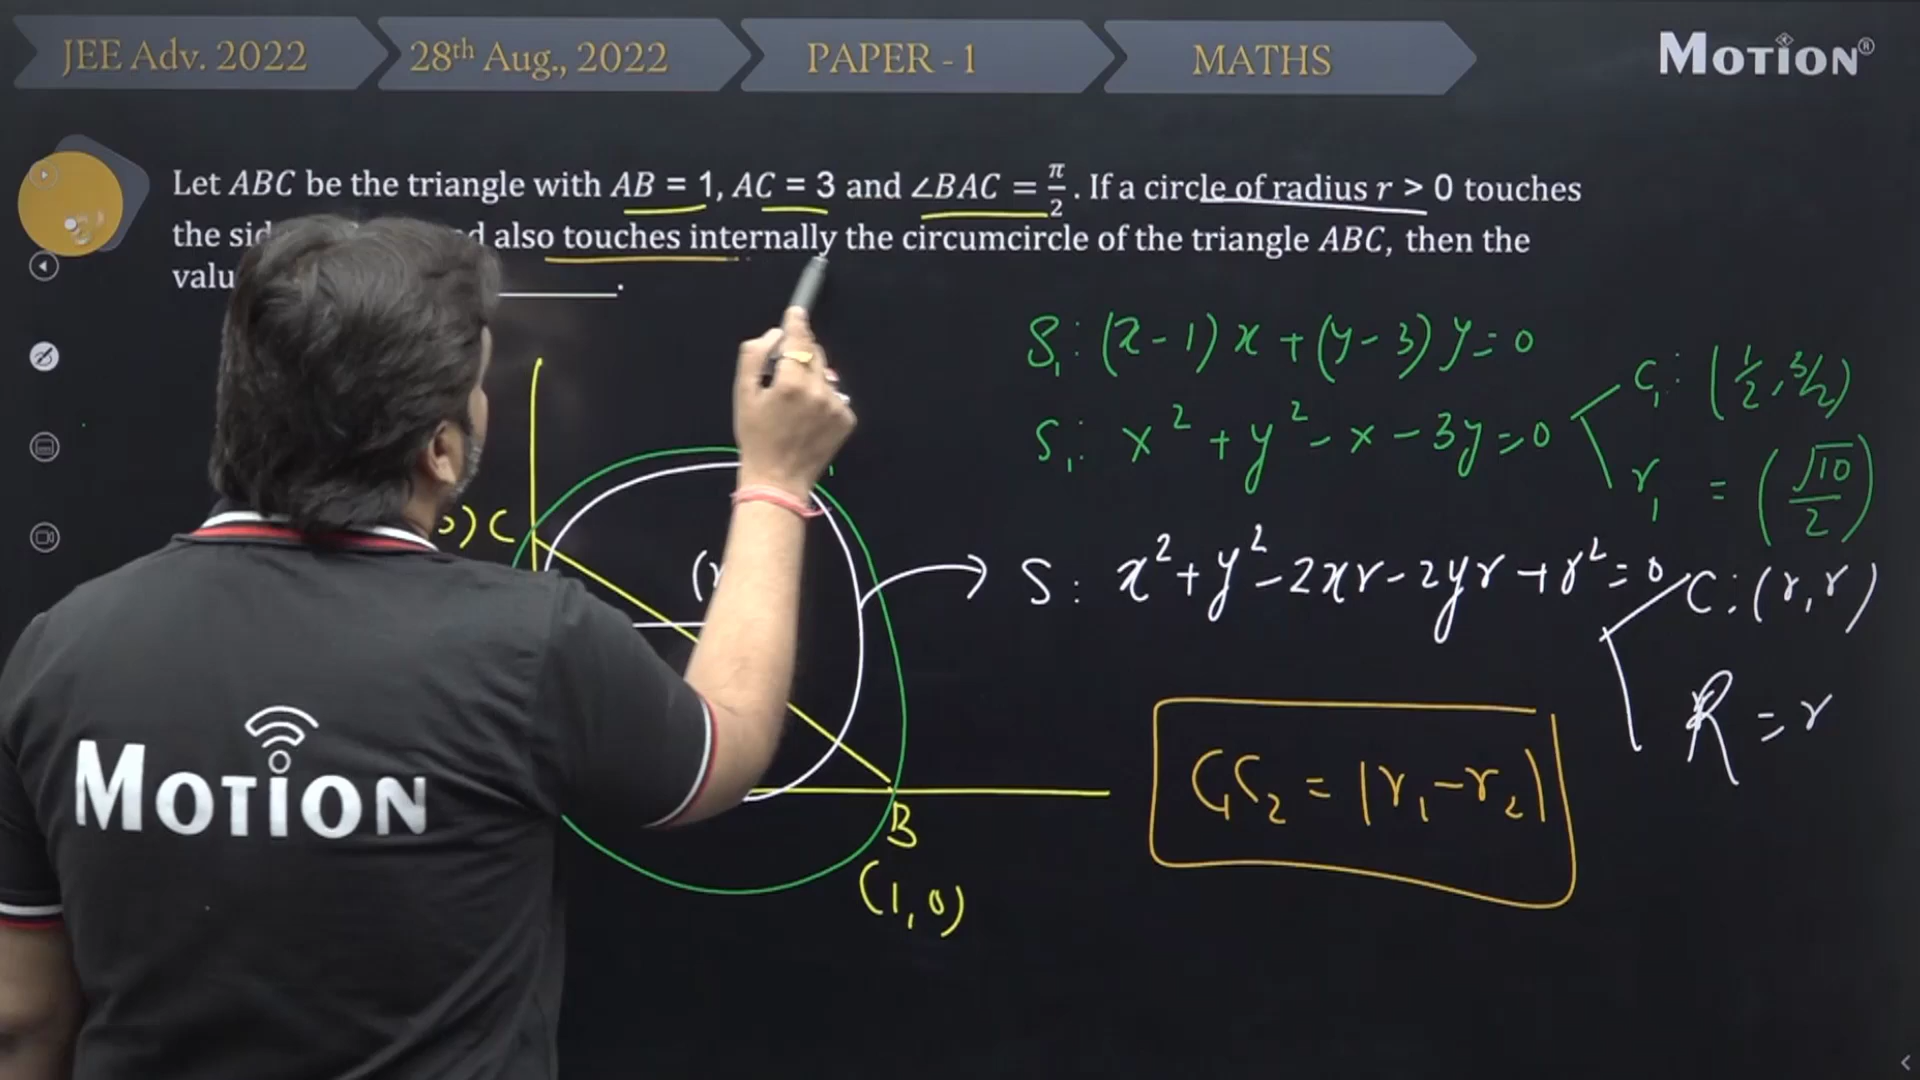 JEE Adv. 2022
28th Aug., 2022
PAPER - 1
MATHS
MOTION®
Let ABC be the triangle with AB = 1, AC = 3 and ∠BAC = π/2. If a circle of radius r > 0 touches
the also touches internally the circumcircle of the triangle ABC, then the
S₁: (x-1)x + (y-3)y = 0
S₁: x² + y² - x - 3y = 0
C₁: (1/2, 3/2)
r₁ = (√10/2)
C
S: x² + y² - 2xr - 2yr + r² = 0
C: (r, r)
R = r
C₁C₂ = |r₁ - r₂|
B
(1, 0)
MOTION